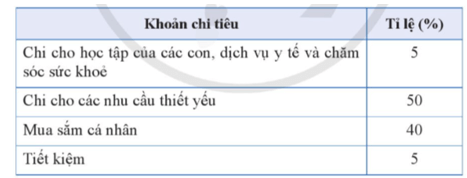 Khoản chi tiêu Tỉ lệ (%)
Chi cho học tập của các con, dịch vụ y tế và chăm 5
sóc sức khoẻ
Chi cho các nhu cầu thiết yếu 50
Mua sắm cá nhân 40
Tiết kiệm 5